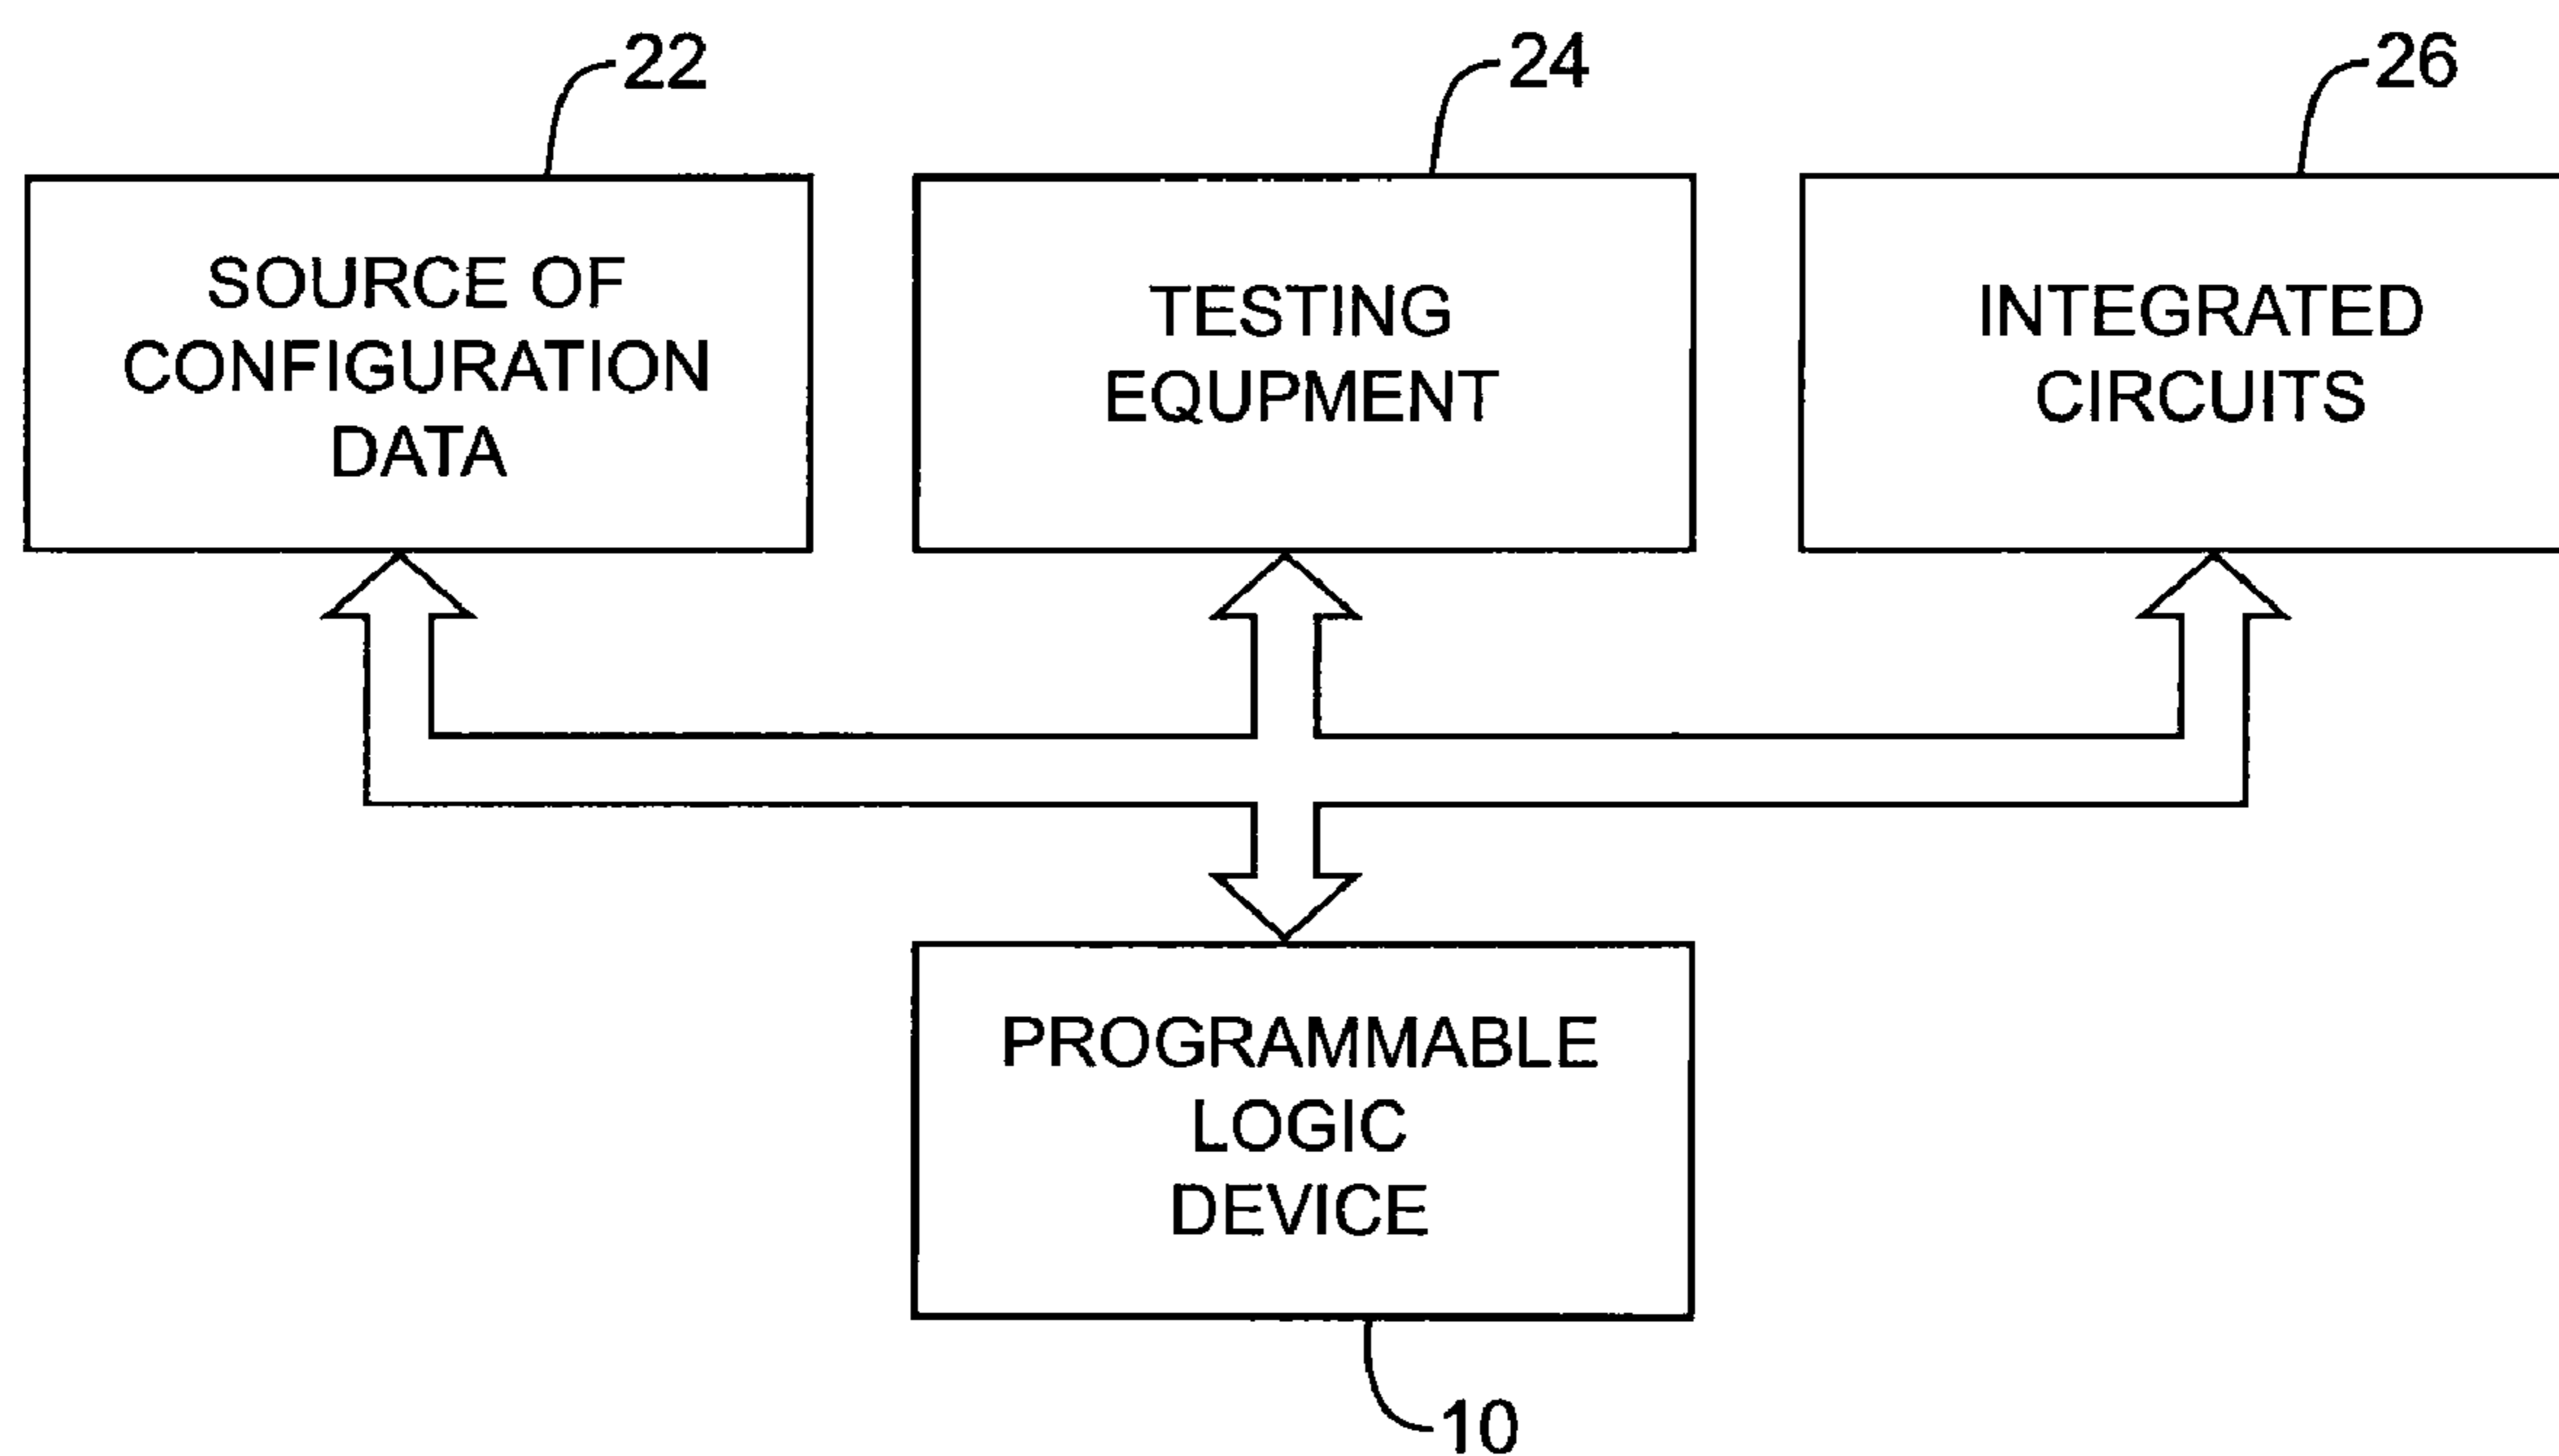 22
24
26
SOURCE OF
CONFIGURATION
DATA
TESTING
EQUPMENT
INTEGRATED
CIRCUITS
PROGRAMMABLE
LOGIC
DEVICE
10